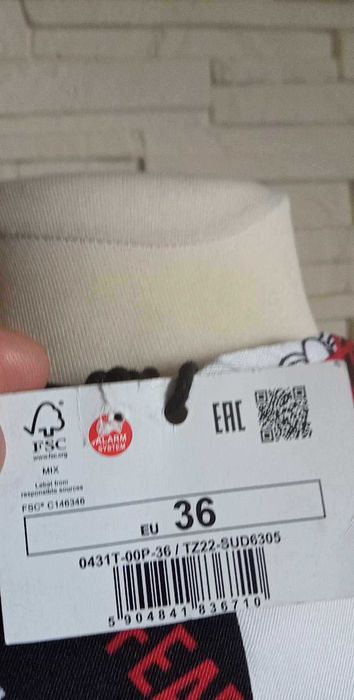 FSC
www.fsc.org
MIX
Label from
responsible sources
FSC® C146346
ALARM
SYSTEM
EAC
EU 36
0431T-00P-36 / TZ22-SUD6305
5 904841 836710
FEA